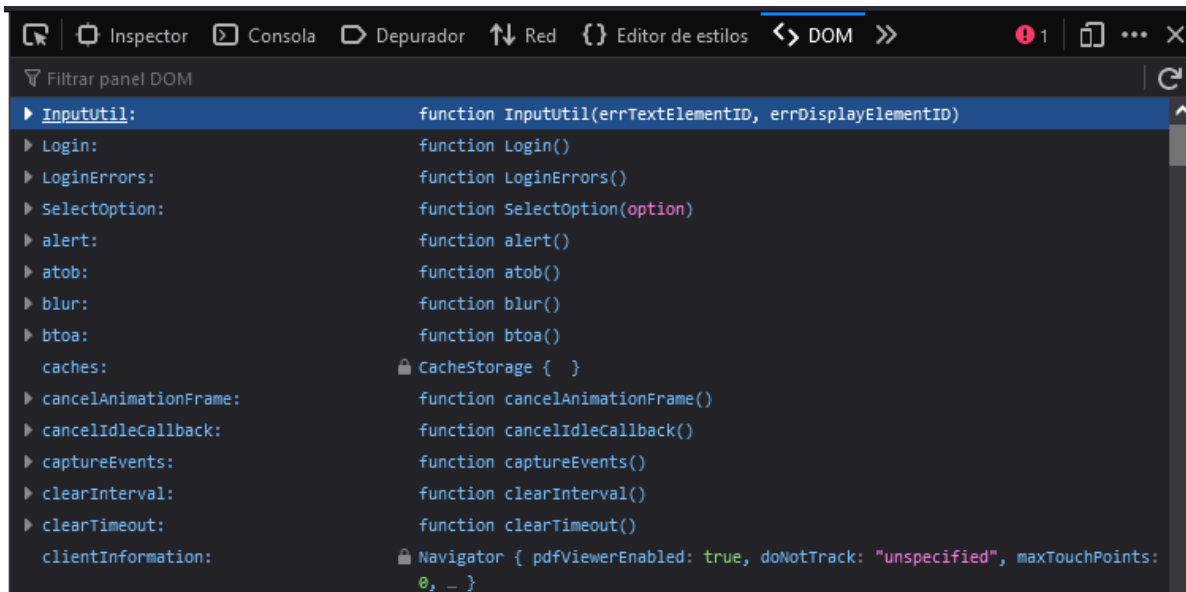 Inspector Consola Depurador Red Editor de estilos DOM 1
Filtrar panel DOM
InputUtil: function InputUtil(errTextElementID, errDisplayElementID)
Login: function Login()
LoginErrors: function LoginErrors()
SelectOption: function SelectOption(option)
alert: function alert()
atob: function atob()
blur: function blur()
btoa: function btoa()
caches: CacheStorage { }
cancelAnimationFrame: function cancelAnimationFrame()
cancelIdleCallback: function cancelIdleCallback()
captureEvents: function captureEvents()
clearInterval: function clearInterval()
clearTimeout: function clearTimeout()
clientInformation: Navigator { pdfViewerEnabled: true, doNotTrack: "unspecified", maxTouchPoints:
0, … }